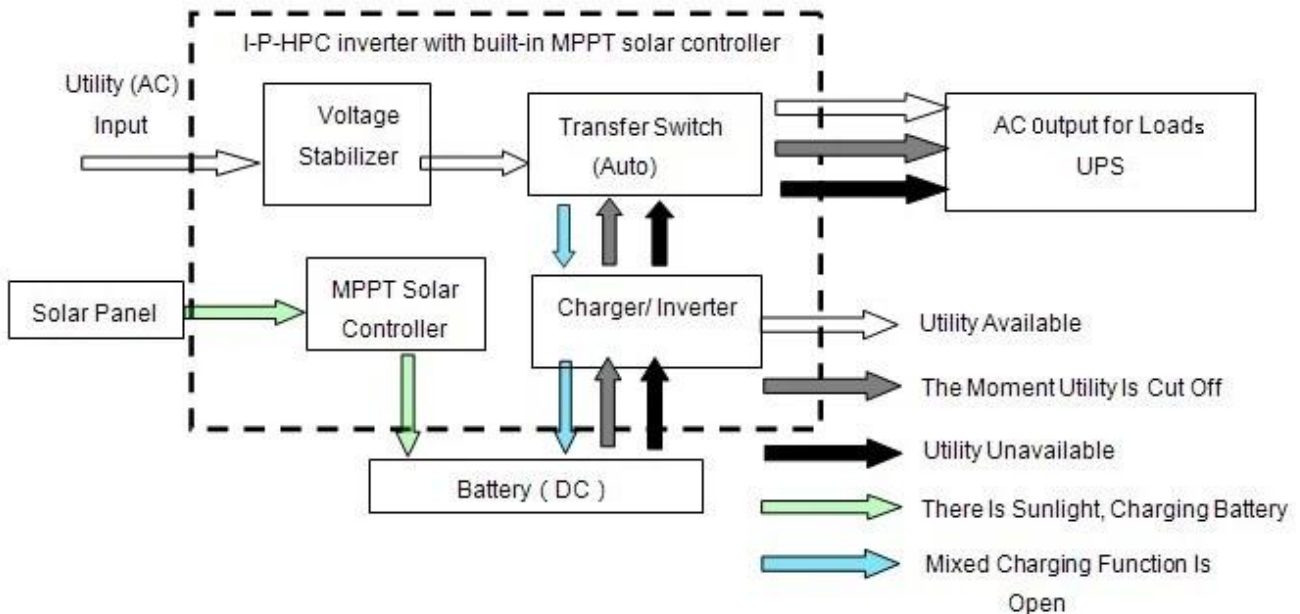 I-P-HPC inverter with built-in MPPT solar controller
Utility (AC)
Input
Voltage
Stabilizer
Transfer Switch
(Auto)
AC 0utput for Loads
UPS
Solar Panel
MPPT Solar
Controller
Charger/ Inverter
Battery ( DC )
Utility Available
The Moment Utility Is Cut Off
Utility Unavailable
There Is Sunlight, Charging Battery
Mixed Charging Function Is
Open